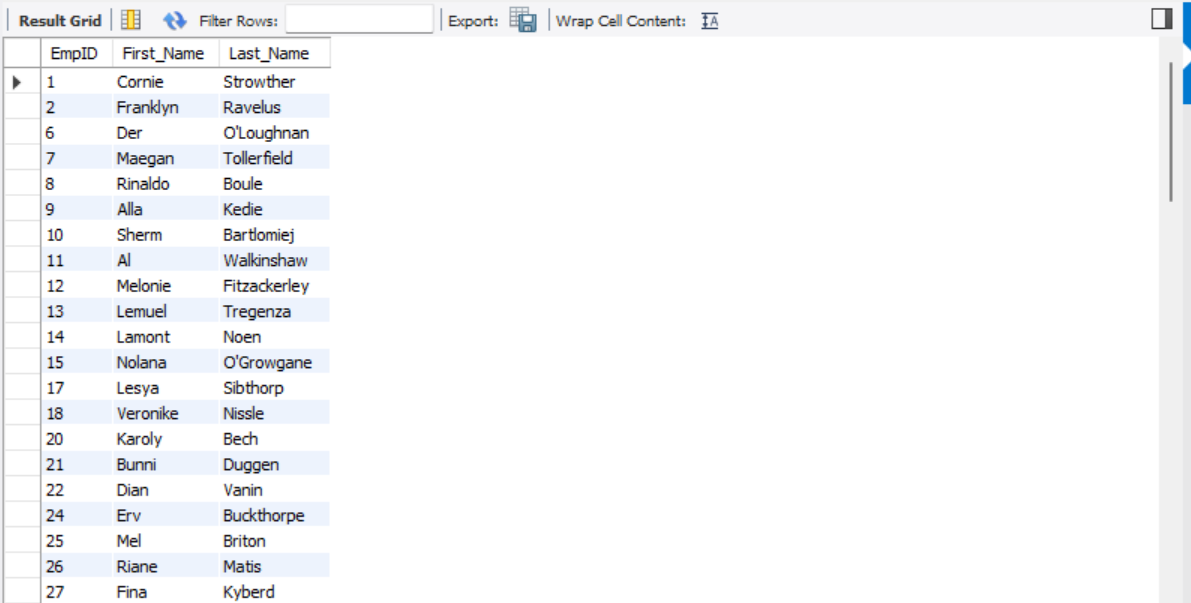 Result Grid Filter Rows: Export: Wrap Cell Content: IA
EmpID First_Name Last_Name
1 Cornie Strowther
2 Franklyn Ravelus
6 Der O'Loughnan
7 Maegan Tollerfield
8 Rinaldo Boule
9 Alla Kedie
10 Sherm Bartlomiej
11 Al Walkinshaw
12 Melonie Fitzackerley
13 Lemuel Tregenza
14 Lamont Noen
15 Nolana O'Growgane
17 Lesya Sibthorp
18 Veronike Nissle
20 Karoly Bech
21 Bunni Duggen
22 Dian Vanin
24 Erv Buckthorpe
25 Mel Briton
26 Riane Matis
27 Fina Kyberd